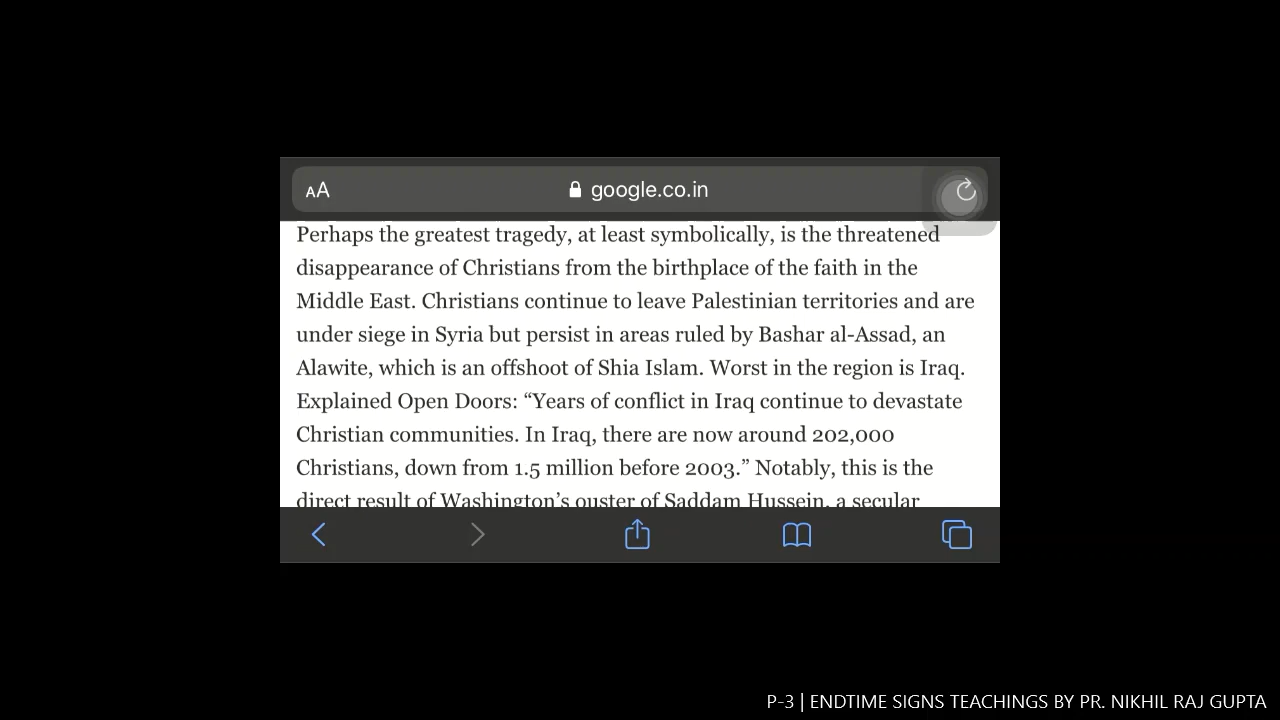 AA google.co.in
Perhaps the greatest tragedy, at least symbolically, is the threatened
disappearance of Christians from the birthplace of the faith in the
Middle East. Christians continue to leave Palestinian territories and are
under siege in Syria but persist in areas ruled by Bashar al-Assad, an
Alawite, which is an offshoot of Shia Islam. Worst in the region is Iraq.
Explained Open Doors: “Years of conflict in Iraq continue to devastate
Christian communities. In Iraq, there are now around 202,000
Christians, down from 1.5 million before 2003.” Notably, this is the
direct result of Washington’s ouster of Saddam Hussein, a secular
P-3 | ENDTIME SIGNS TEACHINGS BY PR. NIKHIL RAJ GUPTA